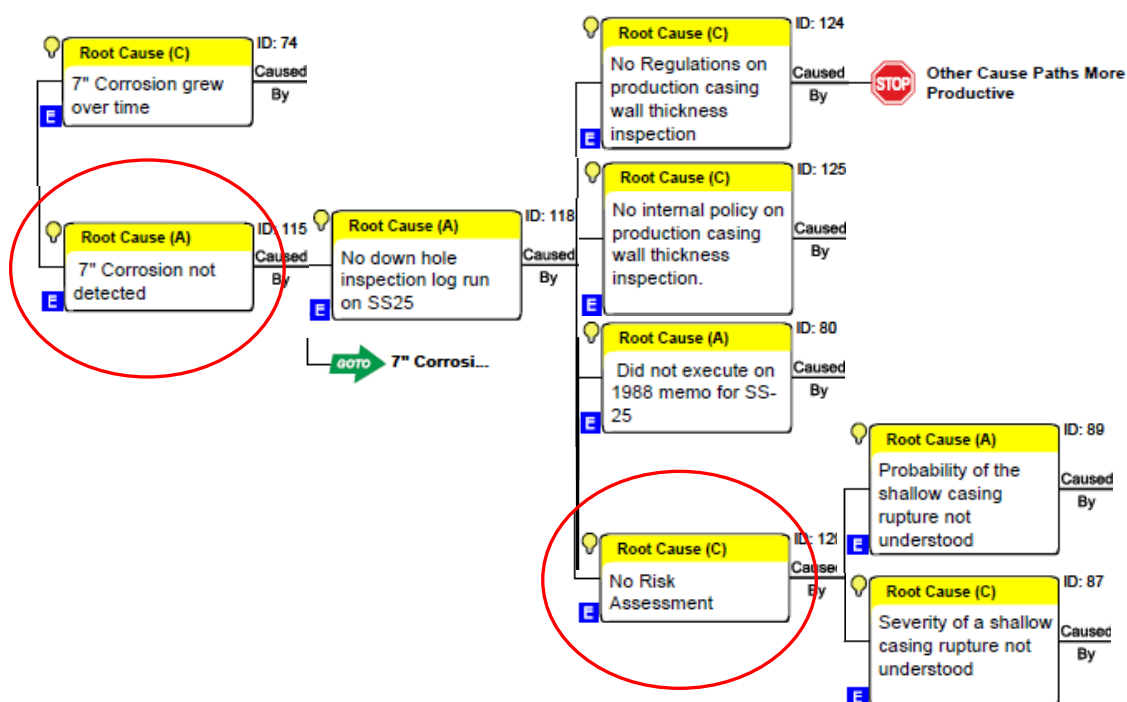 Root Cause (C)
ID: 74
7" Corrosion grew
over time
Caused
By
E
Root Cause (A)
ID: 115
7" Corrosion not
detected
Caused
By
E
Root Cause (A)
ID: 118
No down hole
inspection log run
on SS25
Caused
By
E
GOTO
7" Corrosi...
Root Cause (C)
ID: 124
No Regulations on
production casing
wall thickness
inspection
Caused
By
E
STOP
Other Cause Paths More
Productive
Root Cause (C)
ID: 125
No internal policy on
production casing
wall thickness
inspection.
Caused
By
E
Root Cause (A)
ID: 80
Did not execute on
1988 memo for SS-
25
Caused
By
E
Root Cause (C)
ID:
No Risk
Assessment
Cause
By
E
Root Cause (A)
ID: 89
Probability of the
shallow casing
rupture not
understood
Caused
By
E
Root Cause (C)
ID: 87
Severity of a shallow
casing rupture not
understood
Caused
By
E